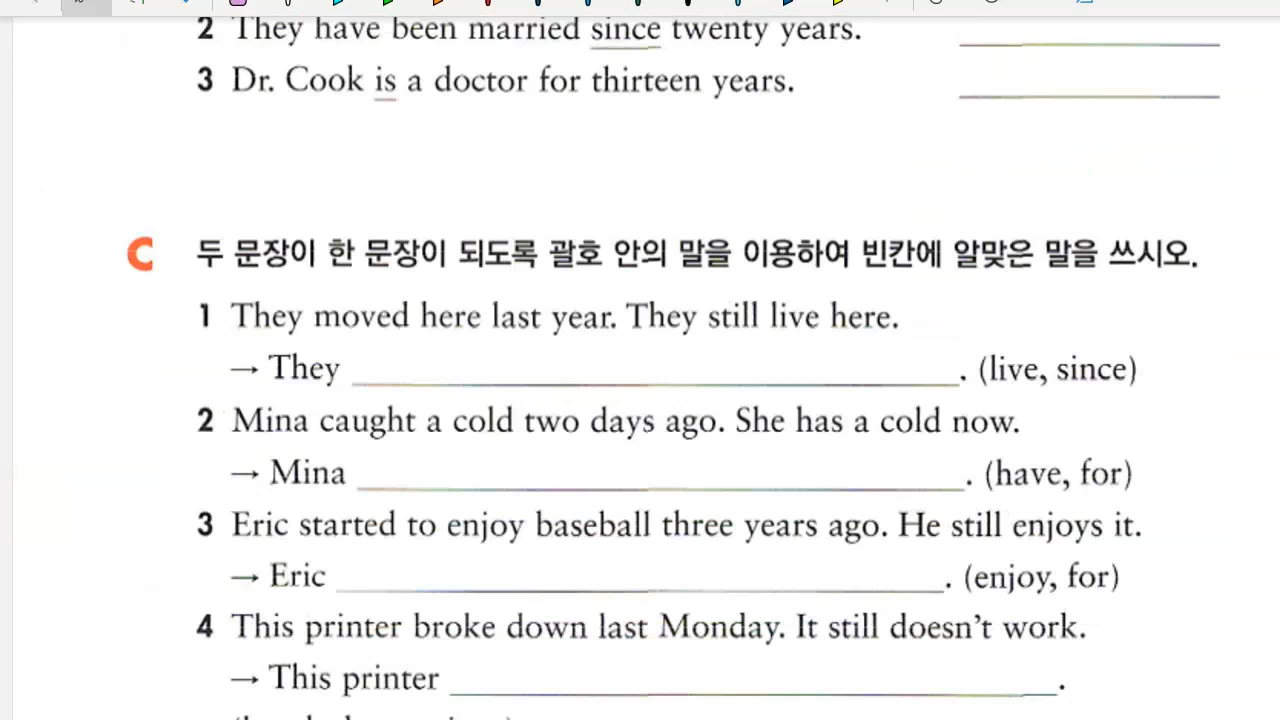 2 They have been married since twenty years.
3 Dr. Cook is a doctor for thirteen years.
C 두 문장이 한 문장이 되도록 괄호 안의 말을 이용하여 빈칸에 알맞은 말을 쓰시오.
1 They moved here last year. They still live here.
→ They ______. (live, since)
2 Mina caught a cold two days ago. She has a cold now.
→ Mina ______. (have, for)
3 Eric started to enjoy baseball three years ago. He still enjoys it.
→ Eric ______. (enjoy, for)
4 This printer broke down last Monday. It still doesn't work.
→ This printer ______.